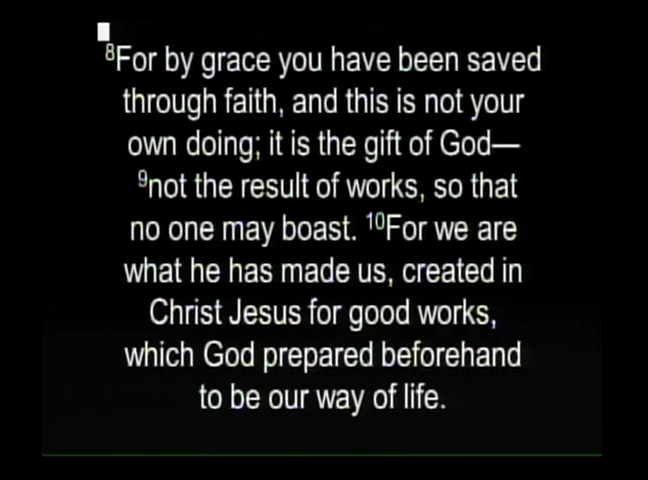 ⁸For by grace you have been saved
through faith, and this is not your
own doing; it is the gift of God—
⁹not the result of works, so that
no one may boast. ¹⁰For we are
what he has made us, created in
Christ Jesus for good works,
which God prepared beforehand
to be our way of life.